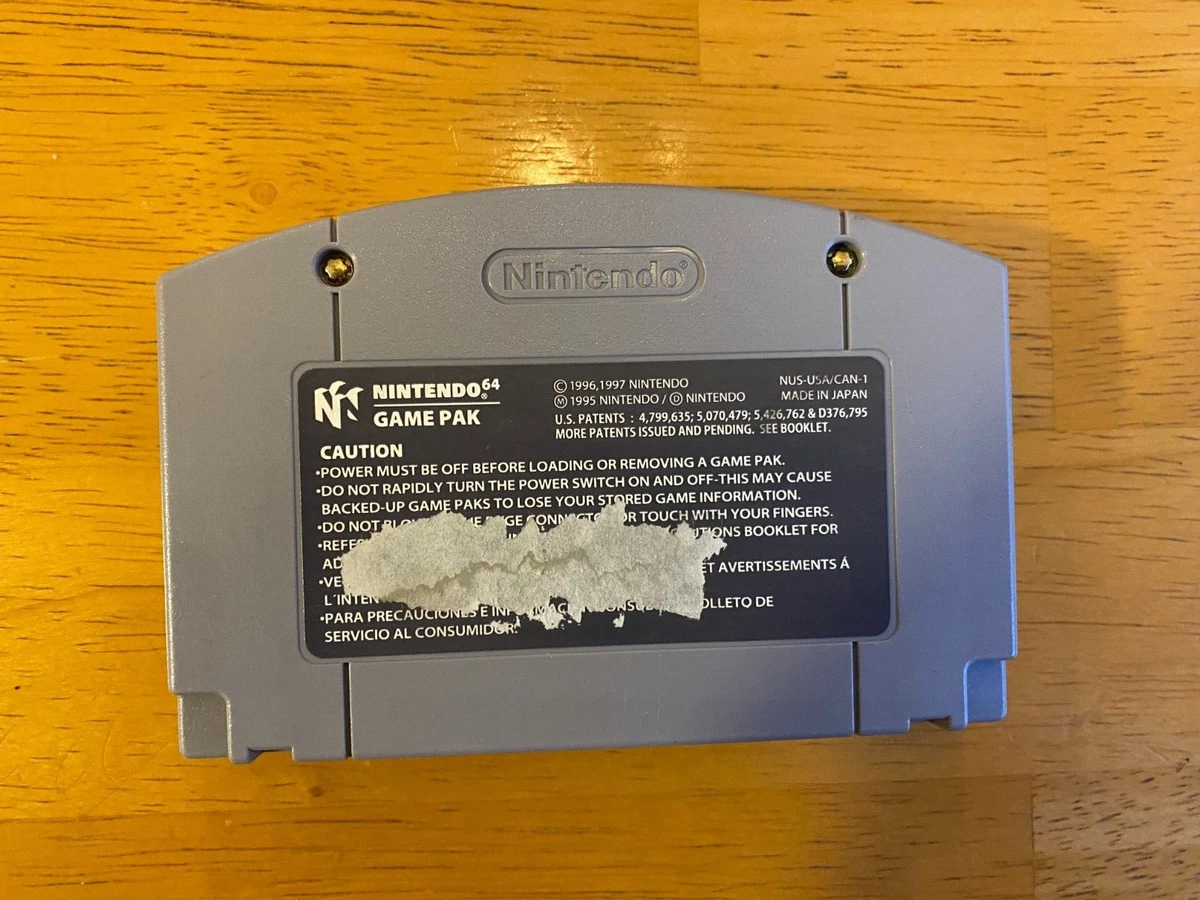 Nintendo®
NINTENDO®64
GAME PAK
© 1996,1997 NINTENDO
Ⓜ 1995 NINTENDO / Ⓓ NINTENDO
NUS-USA/CAN-1
MADE IN JAPAN
U.S. PATENTS : 4,799,635; 5,070,479; 5,426,762 & D376,795
MORE PATENTS ISSUED AND PENDING. SEE BOOKLET.
CAUTION
•POWER MUST BE OFF BEFORE LOADING OR REMOVING A GAME PAK.
•DO NOT RAPIDLY TURN THE POWER SWITCH ON AND OFF-THIS MAY CAUSE
BACKED-UP GAME PAKS TO LOSE YOUR STORED GAME INFORMATION.
•DO NOT EDGE CONNECTOR OR TOUCH WITH YOUR FINGERS.
BOOKLET FOR
ET AVERTISSEMENTS Á
•PARA PRECAUCIONES E
SERVICIO AL CONSUMIDOR.